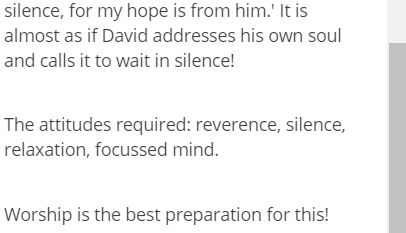 silence, for my hope is from him.' It is
almost as if David addresses his own soul
and calls it to wait in silence!
The attitudes required: reverence, silence,
relaxation, focussed mind.
Worship is the best preparation for this!